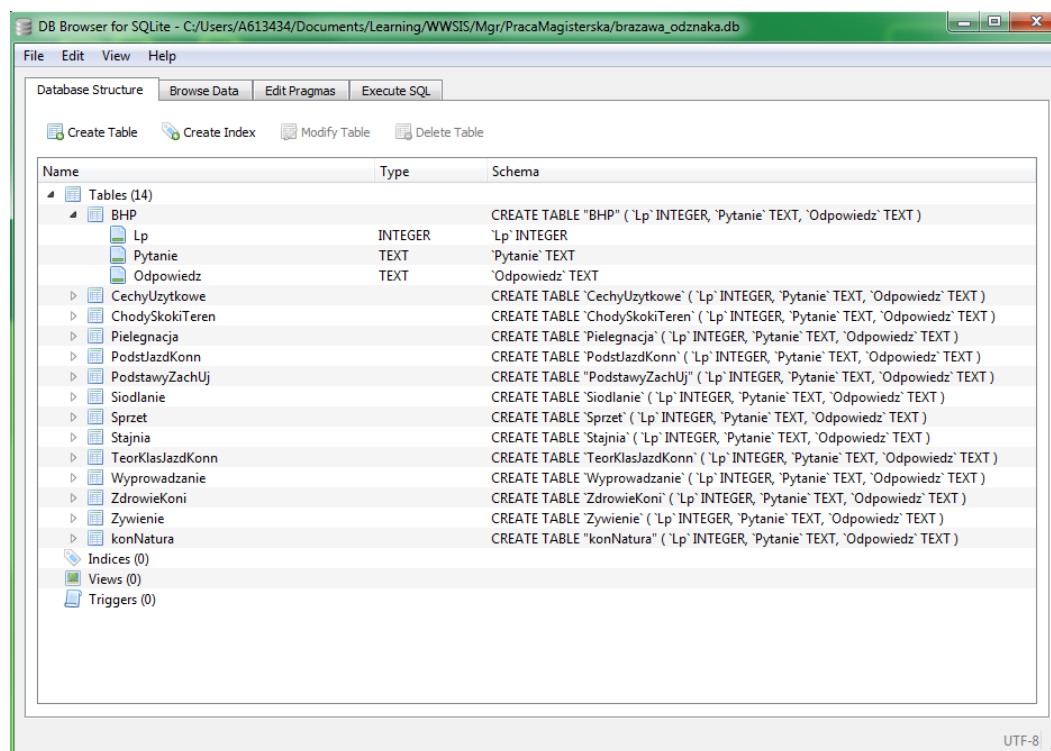 DB Browser for SQLite - C:/Users/A613434/Documents/Learning/WWSIS/Mgr/PracaMagisterska/brazawa_odznaka.db
File Edit View Help
Database Structure Browse Data Edit Pragmas Execute SQL
Create Table Create Index Modify Table Delete Table
Name Type Schema
Tables (14)
BHP CREATE TABLE "BHP" ( `Lp` INTEGER, `Pytanie` TEXT, `Odpowiedz` TEXT )
Lp INTEGER `Lp` INTEGER
Pytanie TEXT `Pytanie` TEXT
Odpowiedz TEXT `Odpowiedz` TEXT
CechyUzytkowe CREATE TABLE `CechyUzytkowe` ( `Lp` INTEGER, `Pytanie` TEXT, `Odpowiedz` TEXT )
ChodySkokiTeren CREATE TABLE `ChodySkokiTeren` ( `Lp` INTEGER, `Pytanie` TEXT, `Odpowiedz` TEXT )
Pielegnacja CREATE TABLE `Pielegnacja` ( `Lp` INTEGER, `Pytanie` TEXT, `Odpowiedz` TEXT )
PodstJazdKonn CREATE TABLE `PodstJazdKonn` ( `Lp` INTEGER, `Pytanie` TEXT, `Odpowiedz` TEXT )
PodstawyZachUj CREATE TABLE "PodstawyZachUj" ( `Lp` INTEGER, `Pytanie` TEXT, `Odpowiedz` TEXT )
Siodlanie CREATE TABLE `Siodlanie` ( `Lp` INTEGER, `Pytanie` TEXT, `Odpowiedz` TEXT )
Sprzet CREATE TABLE `Sprzet` ( `Lp` INTEGER, `Pytanie` TEXT, `Odpowiedz` TEXT )
Stajnia CREATE TABLE `Stajnia` ( `Lp` INTEGER, `Pytanie` TEXT, `Odpowiedz` TEXT )
TeorKlasJazdKonn CREATE TABLE `TeorKlasJazdKonn` ( `Lp` INTEGER, `Pytanie` TEXT, `Odpowiedz` TEXT )
Wyprowadzanie CREATE TABLE `Wyprowadzanie` ( `Lp` INTEGER, `Pytanie` TEXT, `Odpowiedz` TEXT )
ZdrowieKoni CREATE TABLE `ZdrowieKoni` ( `Lp` INTEGER, `Pytanie` TEXT, `Odpowiedz` TEXT )
Zywienie CREATE TABLE `Zywienie` ( `Lp` INTEGER, `Pytanie` TEXT, `Odpowiedz` TEXT )
konNatura CREATE TABLE "konNatura" ( `Lp` INTEGER, `Pytanie` TEXT, `Odpowiedz` TEXT )
Indices (0)
Views (0)
Triggers (0)
UTF-8